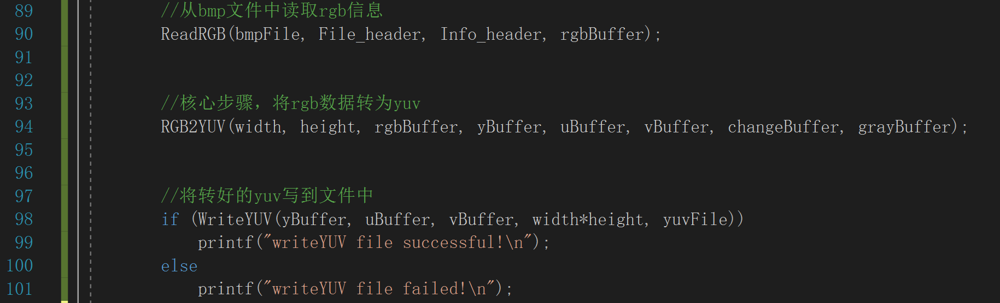 89 //从bmp文件中读取rgb信息
90 ReadRGB(bmpFile, File_header, Info_header, rgbBuffer);
91
92
93 //核心步骤，将rgb数据转为yuv
94 RGB2YUV(width, height, rgbBuffer, yBuffer, uBuffer, vBuffer, changeBuffer, grayBuffer);
95
96
97 //将转好的yuv写到文件中
98 if (WriteYUV(yBuffer, uBuffer, vBuffer, width*height, yuvFile))
99 printf("writeYUV file successful!\n");
100 else
101 printf("writeYUV file failed!\n");